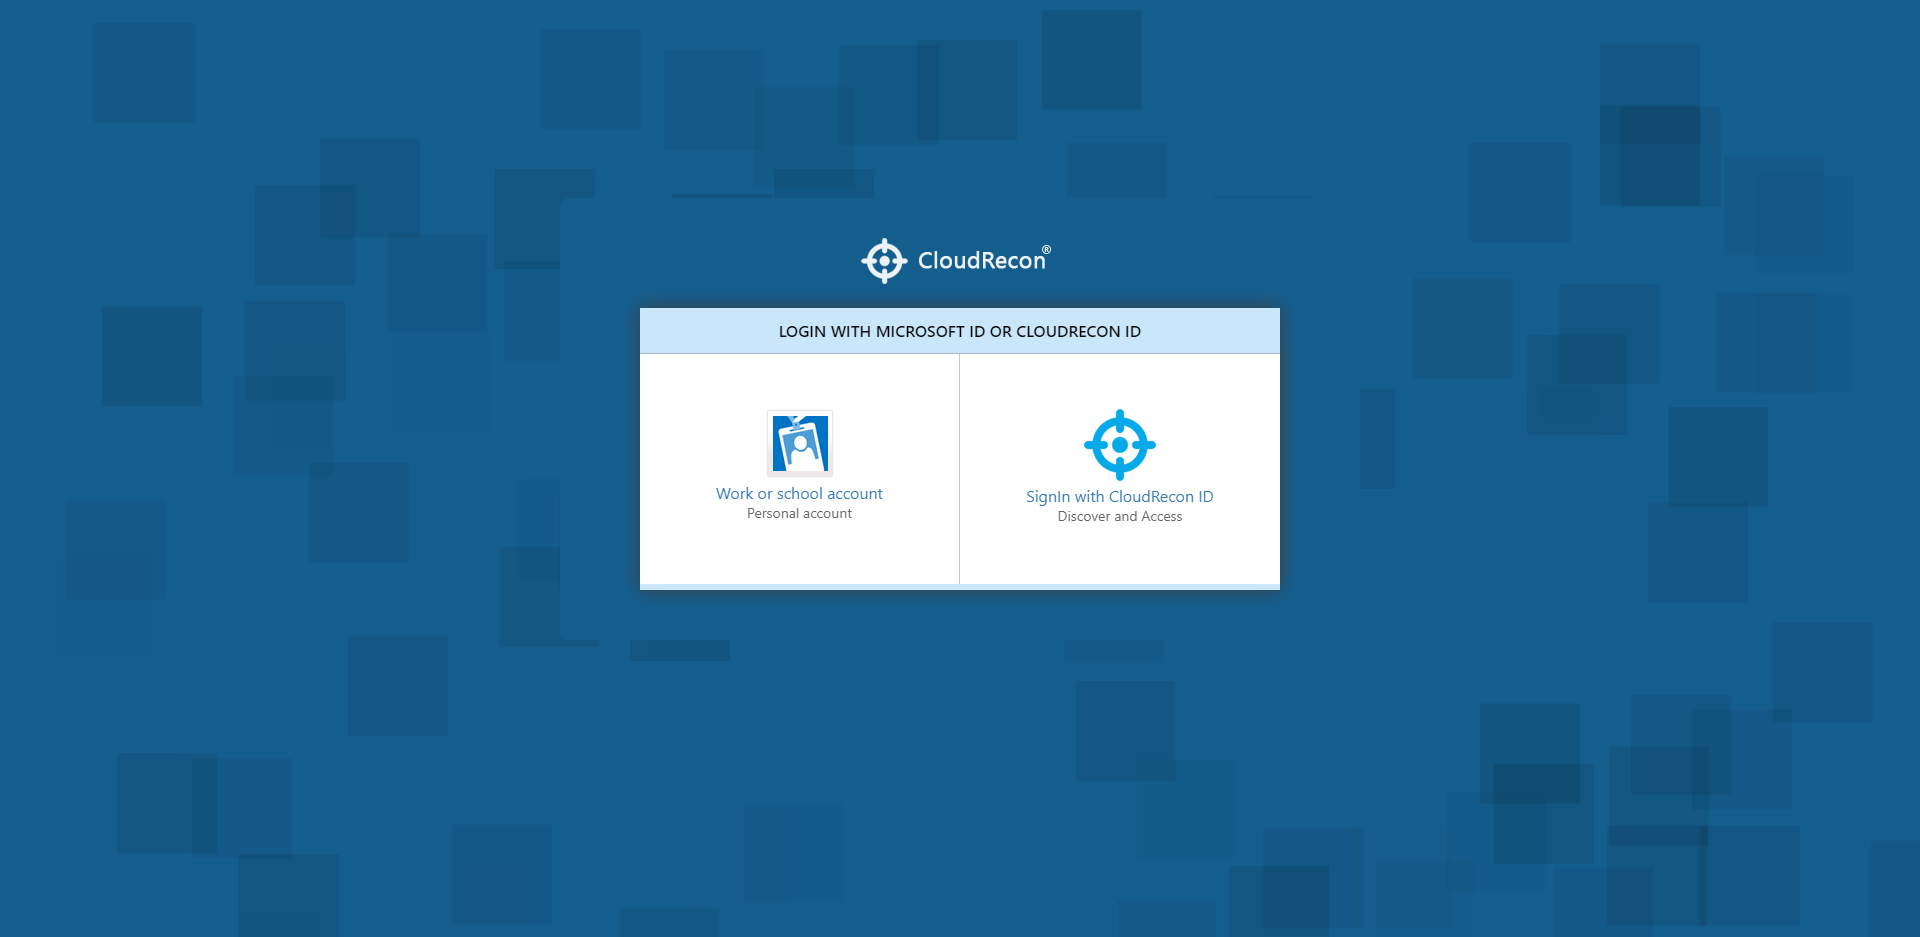 CloudRecon®
LOGIN WITH MICROSOFT ID OR CLOUDRECON ID
Work or school account
Personal account
SignIn with CloudRecon ID
Discover and Access